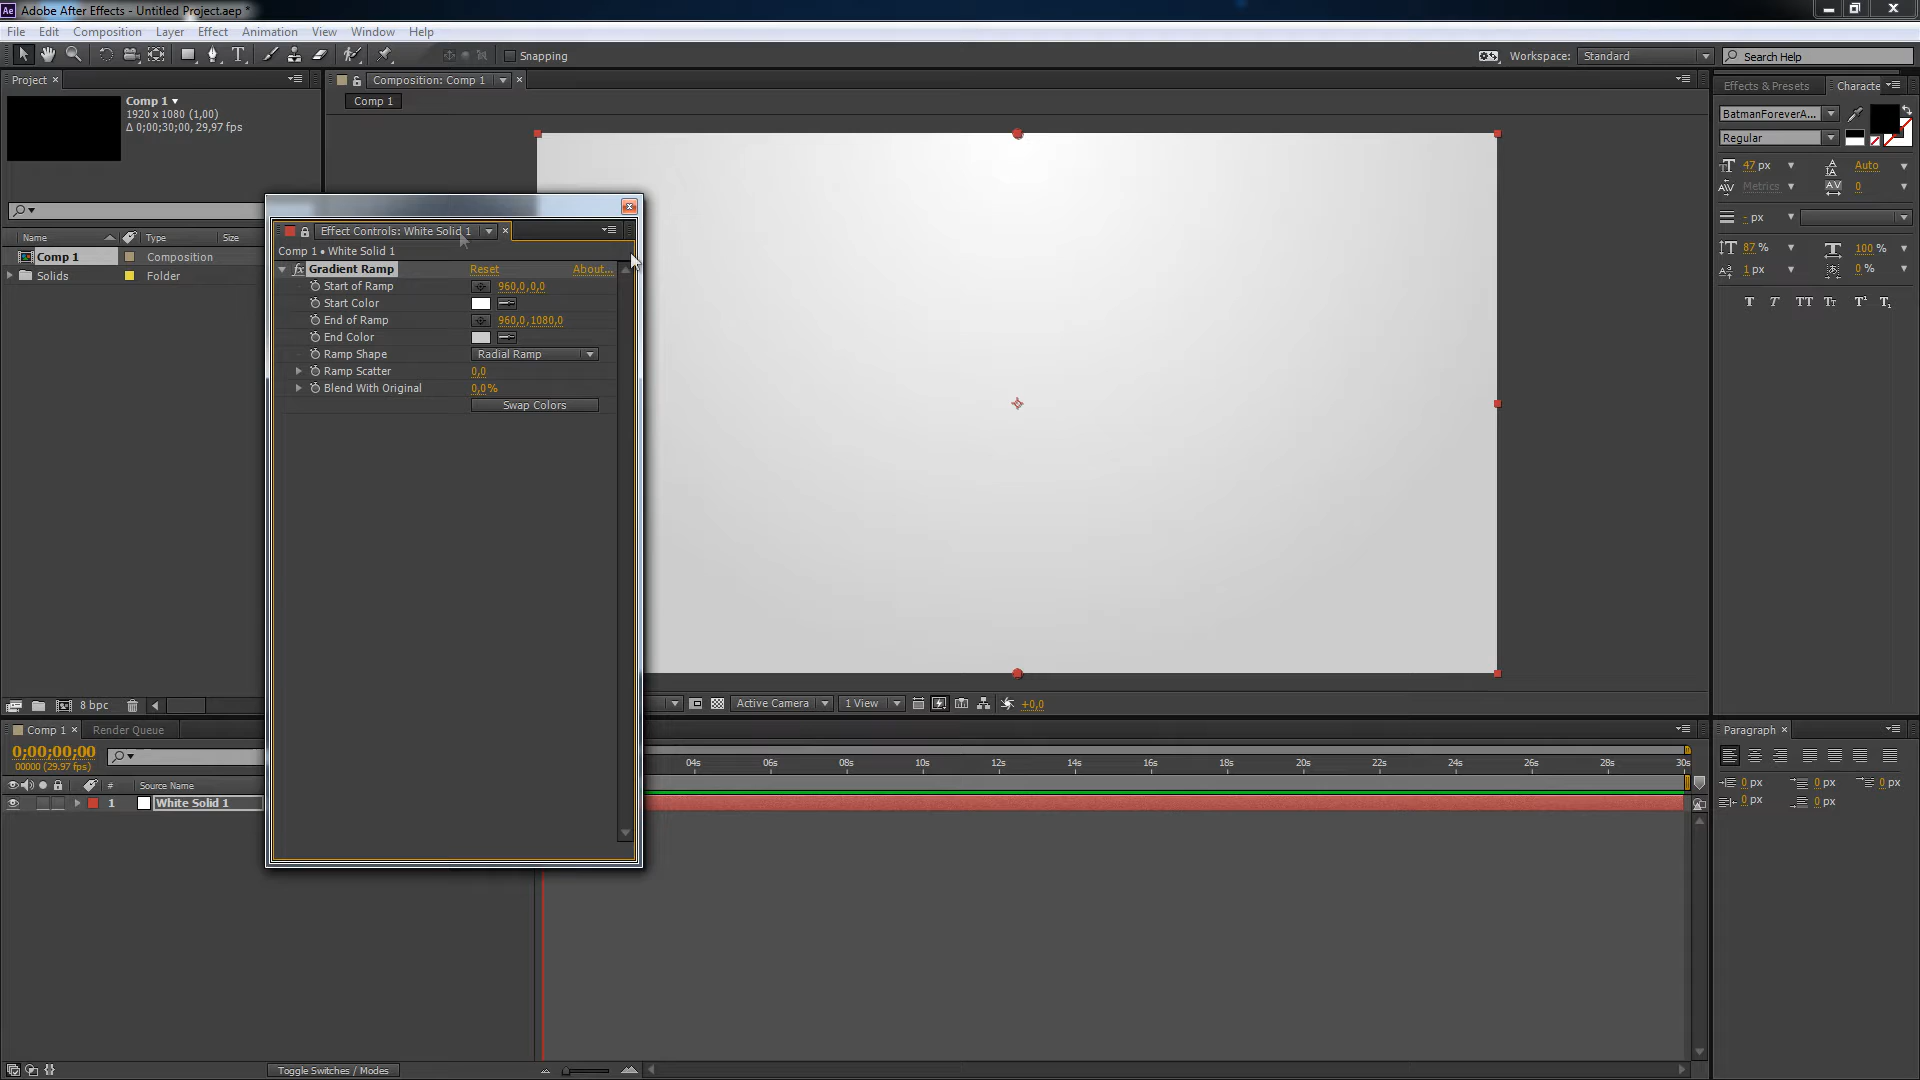 Ae Adobe After Effects - Untitled Project.aep *
File Edit Composition Layer Effect Animation View Window Help
Snapping Workspace: Standard Search Help
Project × Composition: Comp 1 × Effects & Presets Characte
Comp 1
1920 x 1080 (1,00)
Δ 0;00;30;00, 29,97 fps
Comp 1
BatmanForeverA...
Regular
47 px Auto
Metrics 0
- px
87 % 100 %
1 px 0 %
T T TT Tt T¹ T₁
Name Type Size
Comp 1 Composition
Solids Folder
Effect Controls: White Solid 1 ×
Comp 1 • White Solid 1
fx Gradient Ramp Reset About...
Start of Ramp 960,0,0,0
Start Color
End of Ramp 960,0,1080,0
End Color
Ramp Shape Radial Ramp
Ramp Scatter 0,0
Blend With Original 0,0%
Swap Colors
8 bpc Active Camera 1 View +0,0
Comp 1 × Render Queue Paragraph ×
0;00;00;00
00000 (29.97 fps)
04s 06s 08s 10s 12s 14s 16s 18s 20s 22s 24s 26s 28s 30s
# Source Name
1 White Solid 1
0 px 0 px 0 px
0 px 0 px
Toggle Switches / Modes